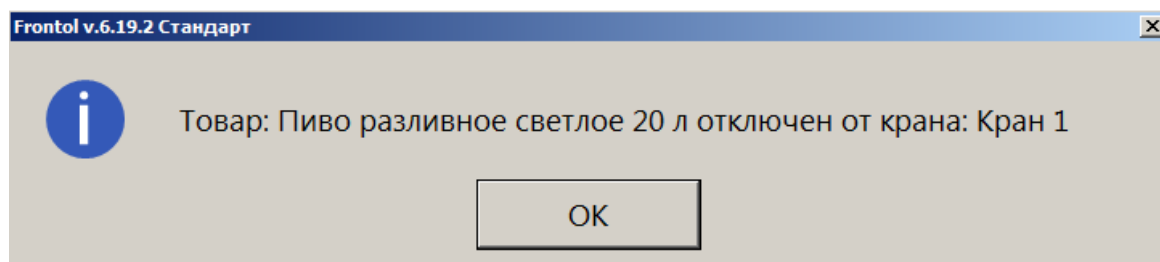 Frontol v.6.19.2 Стандарт
Товар: Пиво разливное светлое 20 л отключен от крана: Кран 1
OK